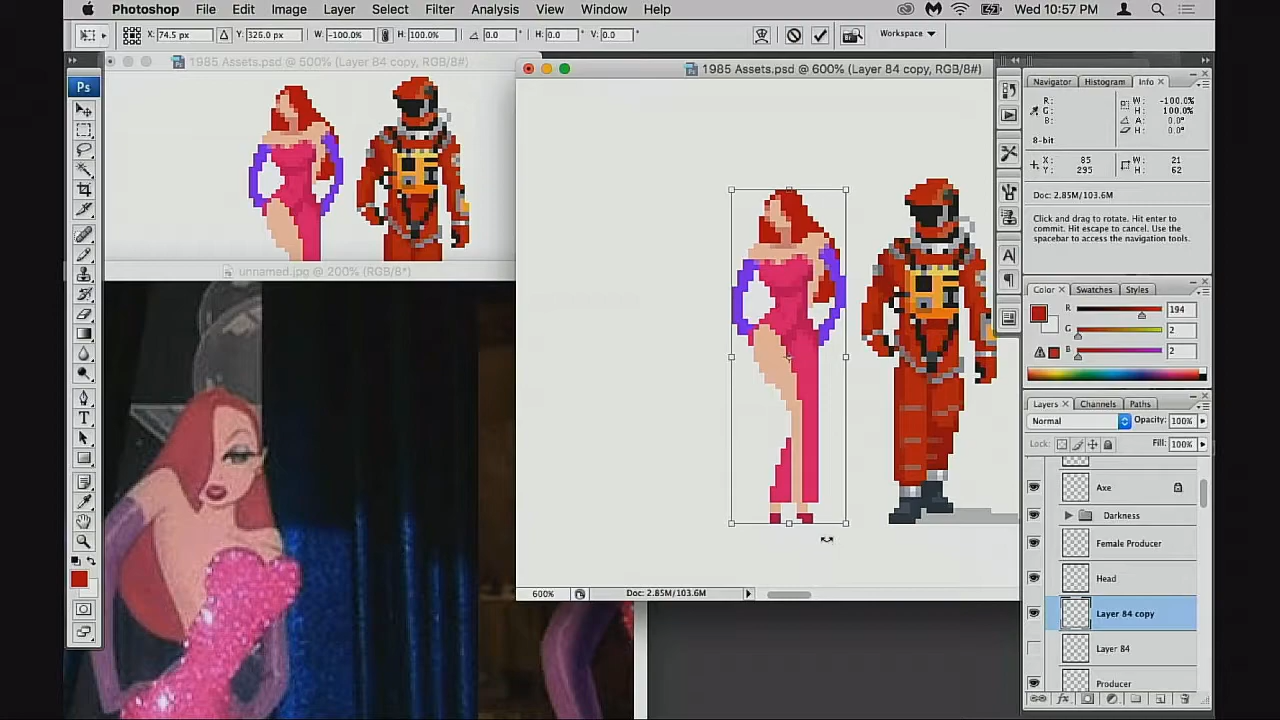 Photoshop File Edit Image Layer Select Filter Analysis View Window Help Wed 10:57 PM
X: 74.5 px Y: 326.0 px W: -100.0% H: 100.0% 0.0 ° H: 0.0 ° V: 0.0 ° Workspace
1985 Assets.psd @ 500% (Layer 84 copy, RGB/8#)
1985 Assets.psd @ 600% (Layer 84 copy, RGB/8#)
Ps
Navigator Histogram Info
R: W: -100.0%
G: H: 100.0%
B: A: 0.0°
H: 0.0°
8-bit
X: 85 W: 21
Y: 295 H: 62
Doc: 2.85M/103.6M
Click and drag to rotate. Hit enter to
commit. Hit escape to cancel. Use the
spacebar to access the navigation tools.
unnamed.jpg @ 200% (RGB/8*)
Color Swatches Styles
R 194
G 2
B 2
Layers Channels Paths
Normal Opacity: 100%
Lock: Fill: 100%
Axe
Darkness
Female Producer
Head
Layer 84 copy
Layer 84
Producer
600% Doc: 2.85M/103.6M